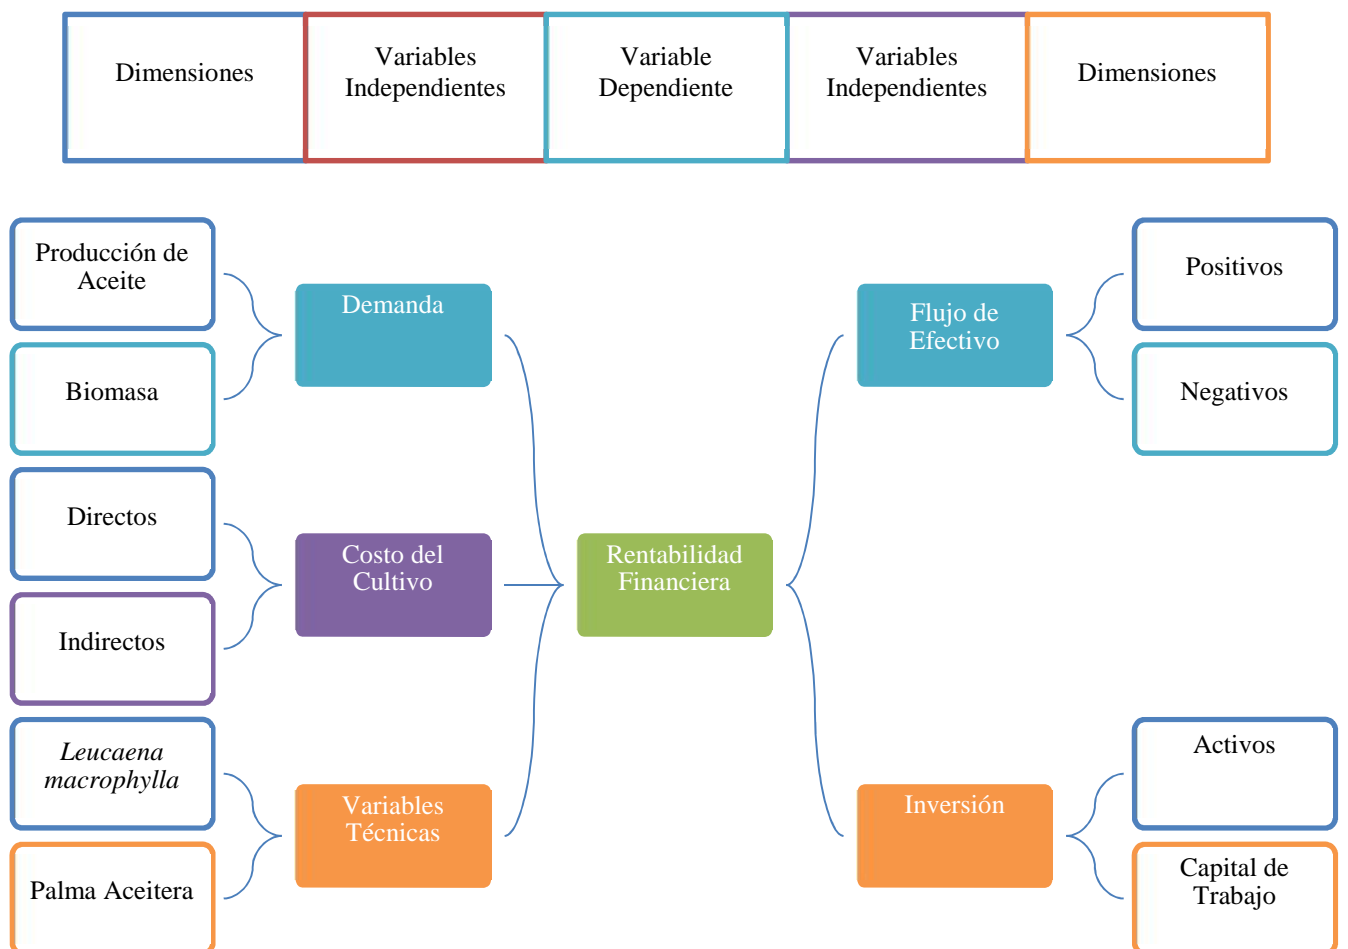 Dimensiones
Variables
Independientes
Variable
Dependiente
Variables
Independientes
Dimensiones
Producción de
Aceite
Biomasa
Demanda
Directos
Indirectos
Costo del
Cultivo
Leucaena
macrophylla
Palma Aceitera
Variables
Técnicas
Rentabilidad
Financiera
Flujo de
Efectivo
Positivos
Negativos
Inversión
Activos
Capital de
Trabajo